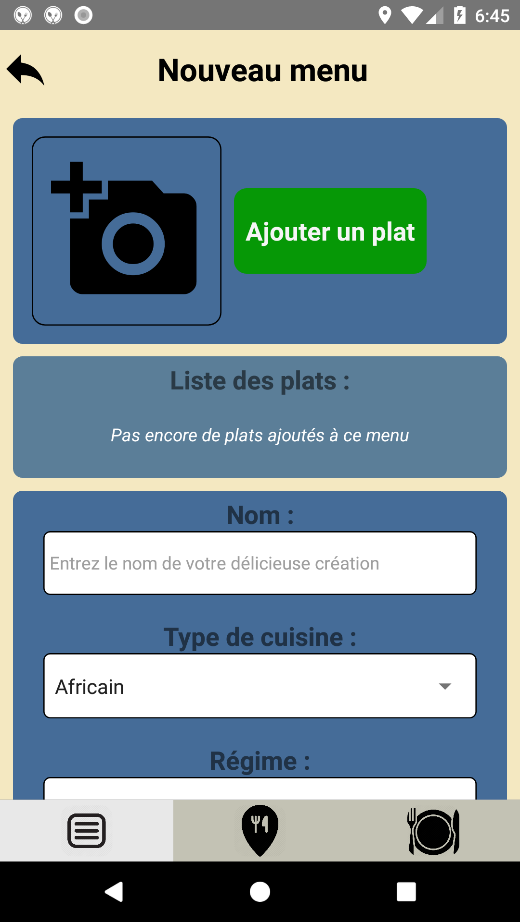 6:45
Nouveau menu
Ajouter un plat
Liste des plats :
Pas encore de plats ajoutés à ce menu
Nom :
Entrez le nom de votre délicieuse création
Type de cuisine :
Africain
Régime :